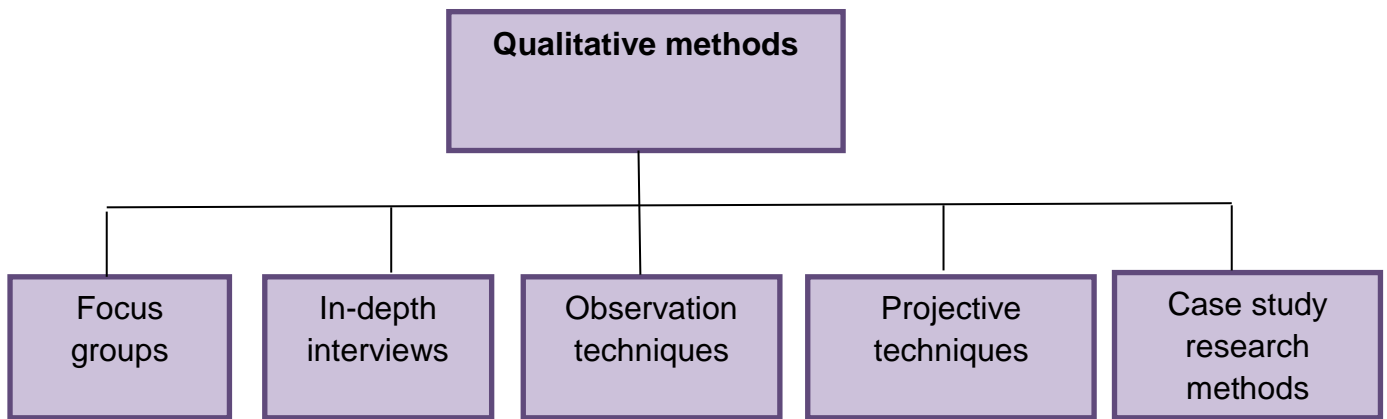 Qualitative methods
Focus
groups
In-depth
interviews
Observation
techniques
Projective
techniques
Case study
research
methods